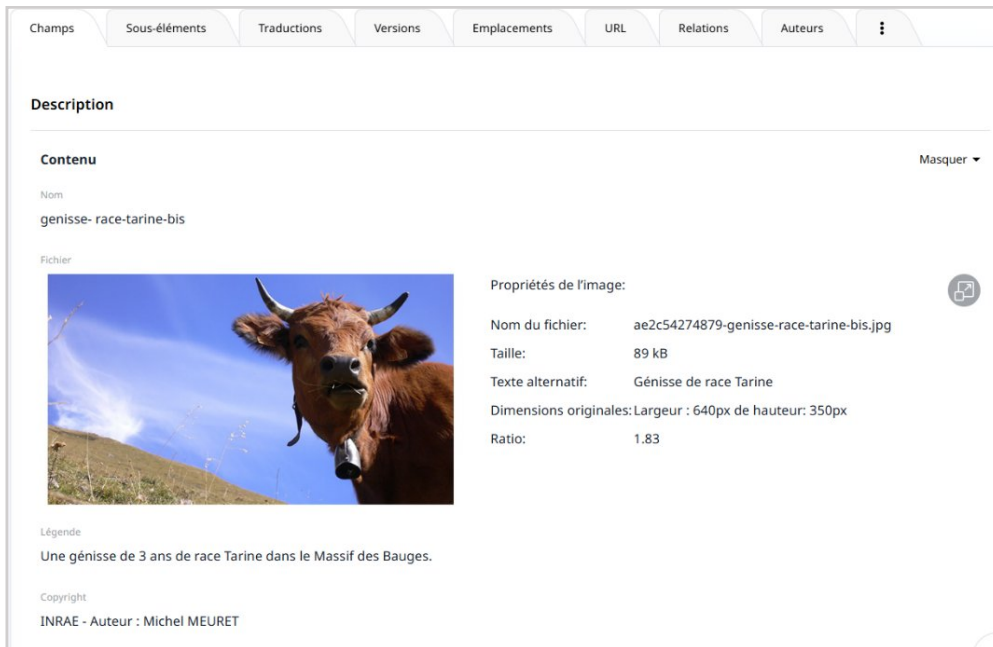 Champs Sous-éléments Traductions Versions Emplacements URL Relations Auteurs
Description
Contenu Masquer
Nom
genisse- race-tarine-bis
Fichier
Propriétés de l'image:
Nom du fichier: ae2c54274879-genisse-race-tarine-bis.jpg
Taille: 89 kB
Texte alternatif: Génisse de race Tarine
Dimensions originales: Largeur : 640px de hauteur: 350px
Ratio: 1.83
Légende
Une génisse de 3 ans de race Tarine dans le Massif des Bauges.
Copyright
INRAE - Auteur : Michel MEURET